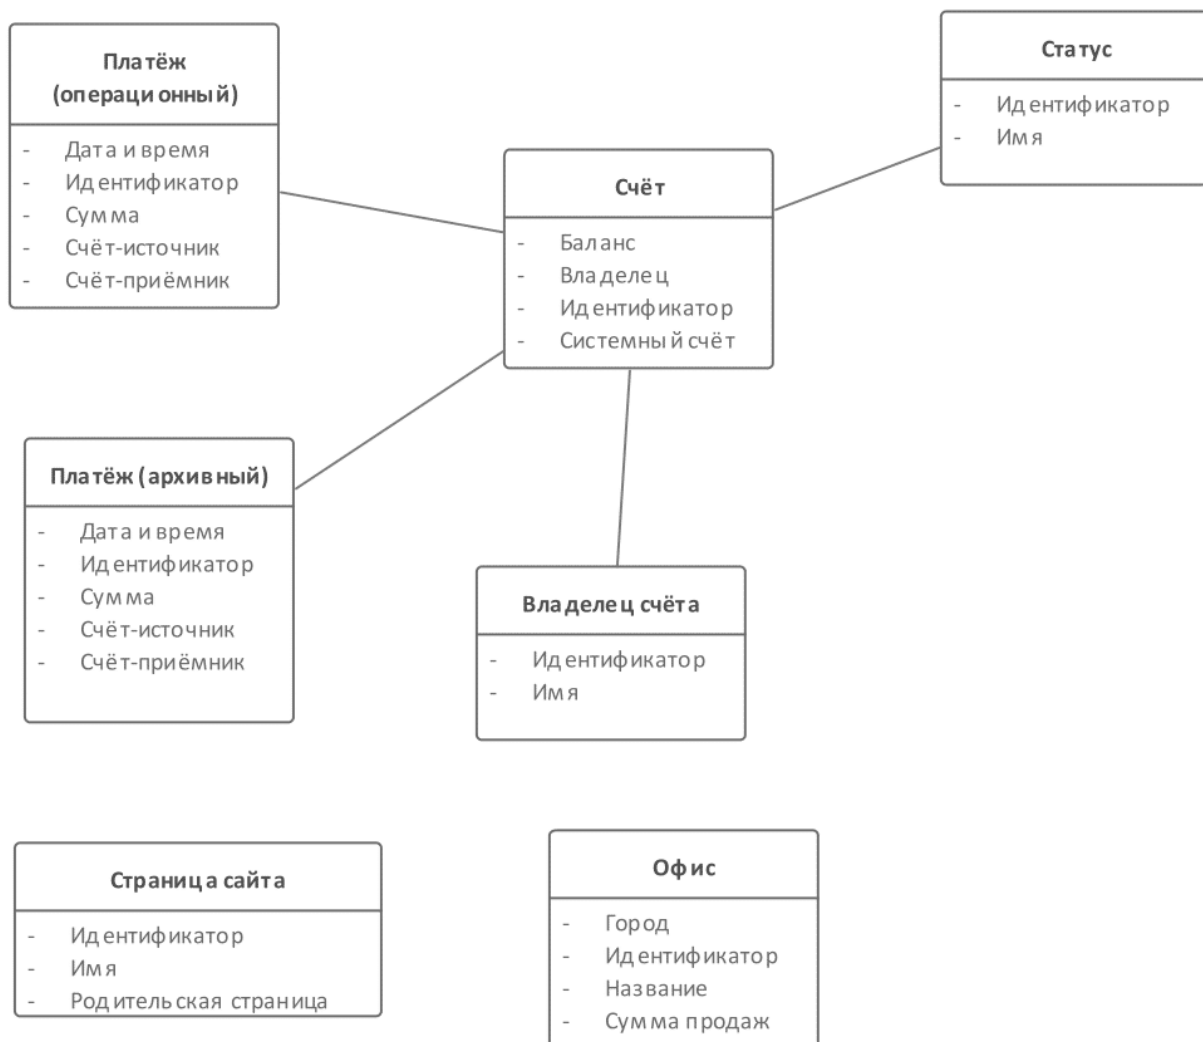 Платёж
(операционный)
- Дата и время
- Идентификатор
- Сумма
- Счёт-источник
- Счёт-приёмник
Статус
- Идентификатор
- Имя
Счёт
- Баланс
- Владелец
- Идентификатор
- Системный счёт
Платёж (архивный)
- Дата и время
- Идентификатор
- Сумма
- Счёт-источник
- Счёт-приёмник
Владелец счёта
- Идентификатор
- Имя
Страница сайта
- Идентификатор
- Имя
- Родительская страница
Офис
- Город
- Идентификатор
- Название
- Сумма продаж